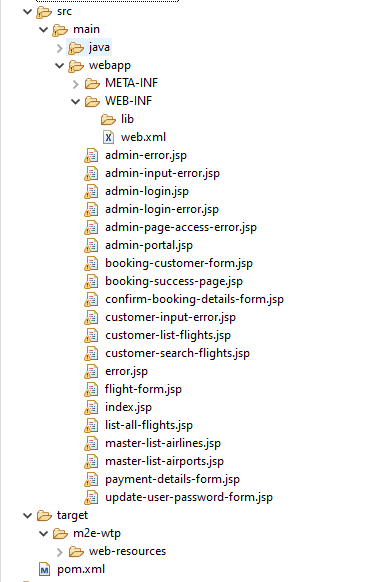 src
main
java
webapp
META-INF
WEB-INF
lib
web.xml
admin-error.jsp
admin-input-error.jsp
admin-login.jsp
admin-login-error.jsp
admin-page-access-error.jsp
admin-portal.jsp
booking-customer-form.jsp
booking-success-page.jsp
confirm-booking-details-form.jsp
customer-input-error.jsp
customer-list-flights.jsp
customer-search-flights.jsp
error.jsp
flight-form.jsp
index.jsp
list-all-flights.jsp
master-list-airlines.jsp
master-list-airports.jsp
payment-details-form.jsp
update-user-password-form.jsp
target
m2e-wtp
web-resources
pom.xml